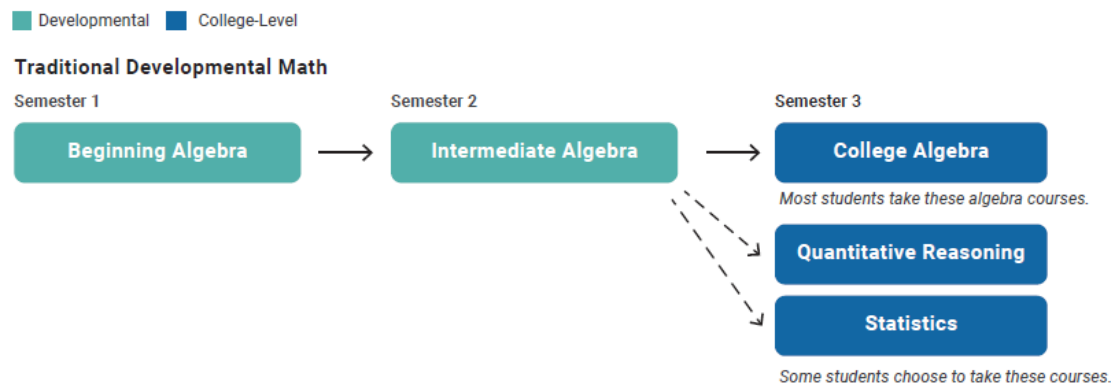 Developmental College-Level
Traditional Developmental Math
Semester 1 Semester 2 Semester 3
Beginning Algebra Intermediate Algebra College Algebra
Most students take these algebra courses.
Quantitative Reasoning
Statistics
Some students choose to take these courses.